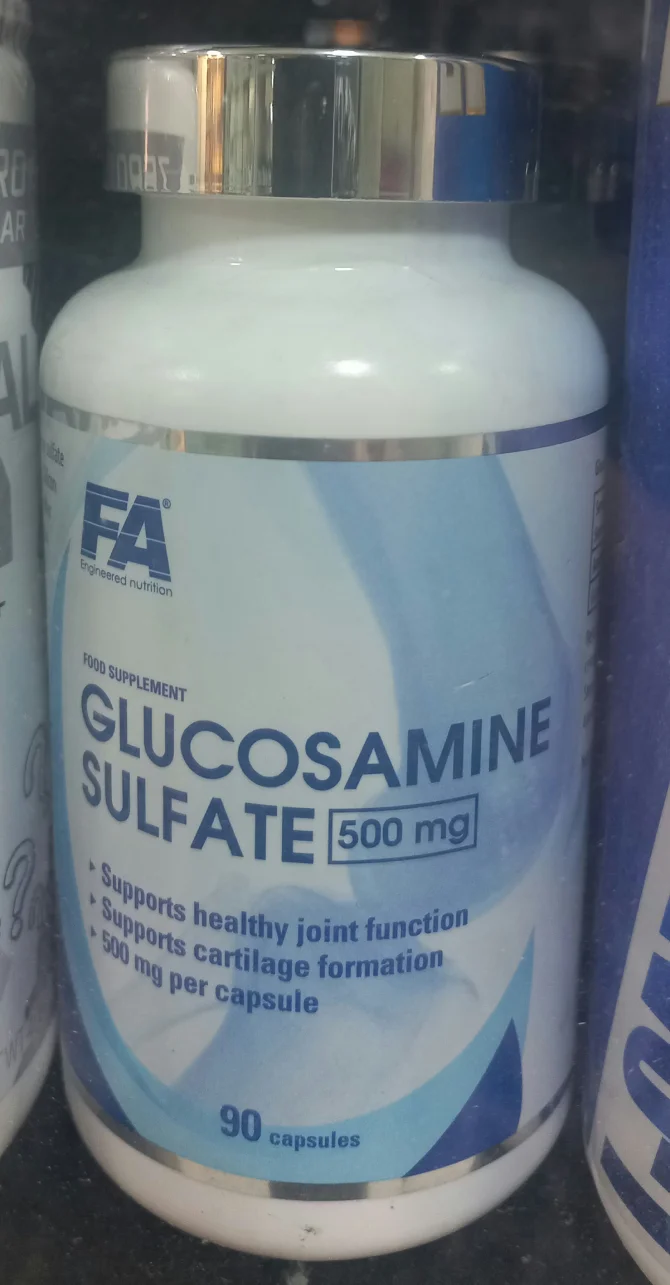 FA®
Engineered nutrition
FOOD SUPPLEMENT
GLUCOSAMINE
SULFATE 500 mg
Supports healthy joint function
Supports cartilage formation
500 mg per capsule
90 capsules